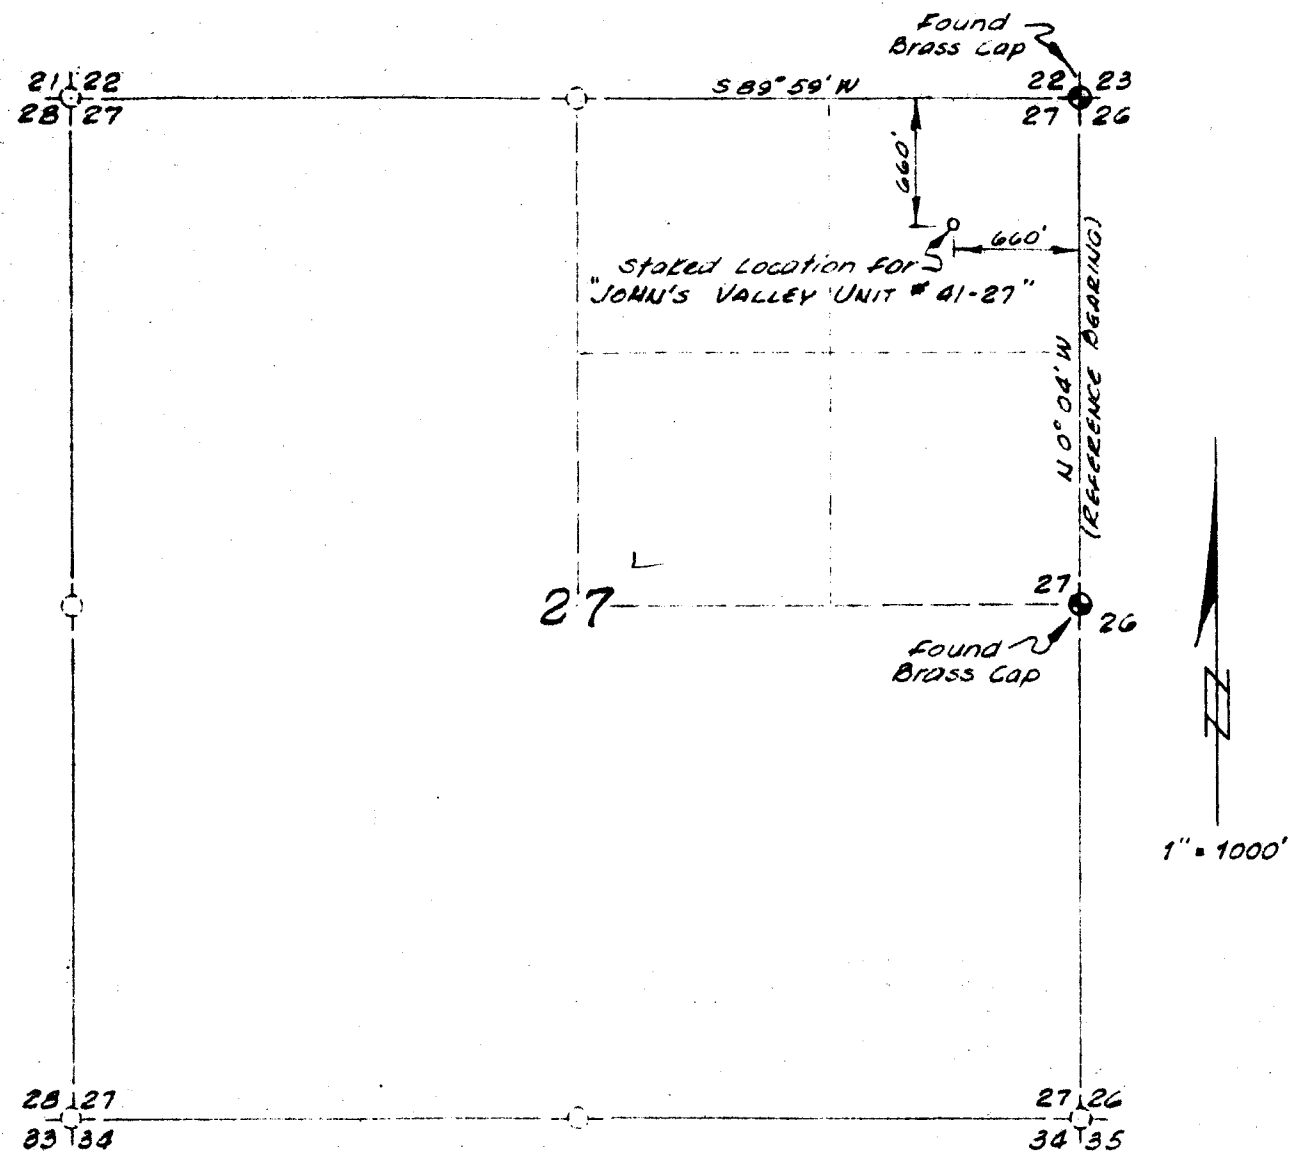 Found
Brass Cap
21 22
28 27
S 89° 59' W
22 23
27 26
660'
660'
Staked Location for
"JOHN'S VALLEY UNIT # 41-27"
N 0° 04' W
(REFERENCE BEARING)
27
26
27
Found
Brass Cap
N
1" = 1000'
28 27
33 34
27 26
34 35